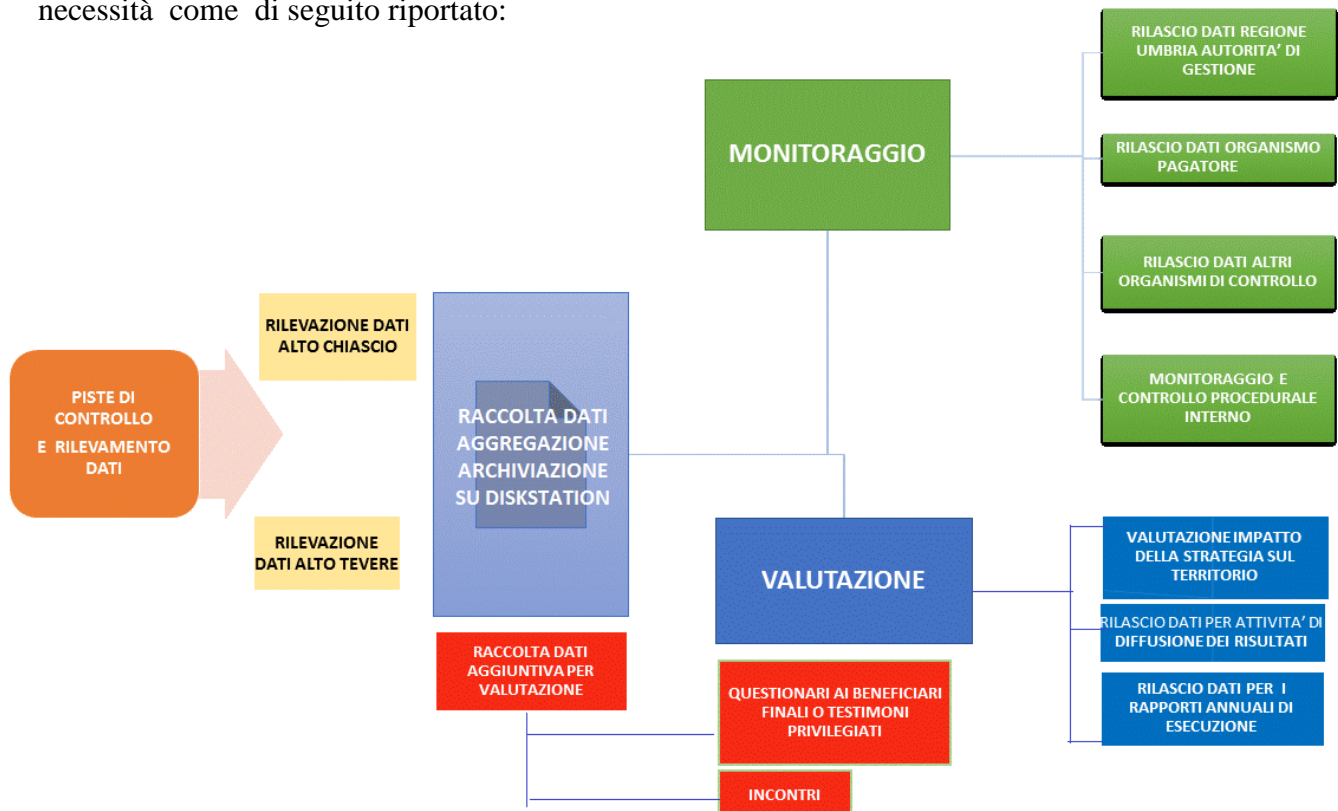 necessità come di seguito riportato:
RILASCIO DATI REGIONE
UMBRIA AUTORITA' DI
GESTIONE
MONITORAGGIO
RILASCIO DATI ORGANISMO
PAGATORE
RILASCIO DATI ALTRI
ORGANISMI DI CONTROLLO
MONITORAGGIO E
CONTROLLO PROCEDURALE
INTERNO
RILEVAZIONE DATI
ALTO CHIASCIO
PISTE DI
CONTROLLO
E RILEVAMENTO
DATI
RACCOLTA DATI
AGGREGAZIONE
ARCHIVIAZIONE
SU DISKSTATION
RILEVAZIONE
DATI ALTO TEVERE
VALUTAZIONE
VALUTAZIONE IMPATTO
DELLA STRATEGIA SUL
TERRITORIO
RILASCIO DATI PER ATTIVITA' DI
DIFFUSIONE DEI RISULTATI
RILASCIO DATI PER I
RAPPORTI ANNUALI DI
ESECUZIONE
RACCOLTA DATI
AGGIUNTIVA PER
VALUTAZIONE
QUESTIONARI AI BENEFICIARI
FINALI O TESTIMONI
PRIVILEGIATI
INCONTRI